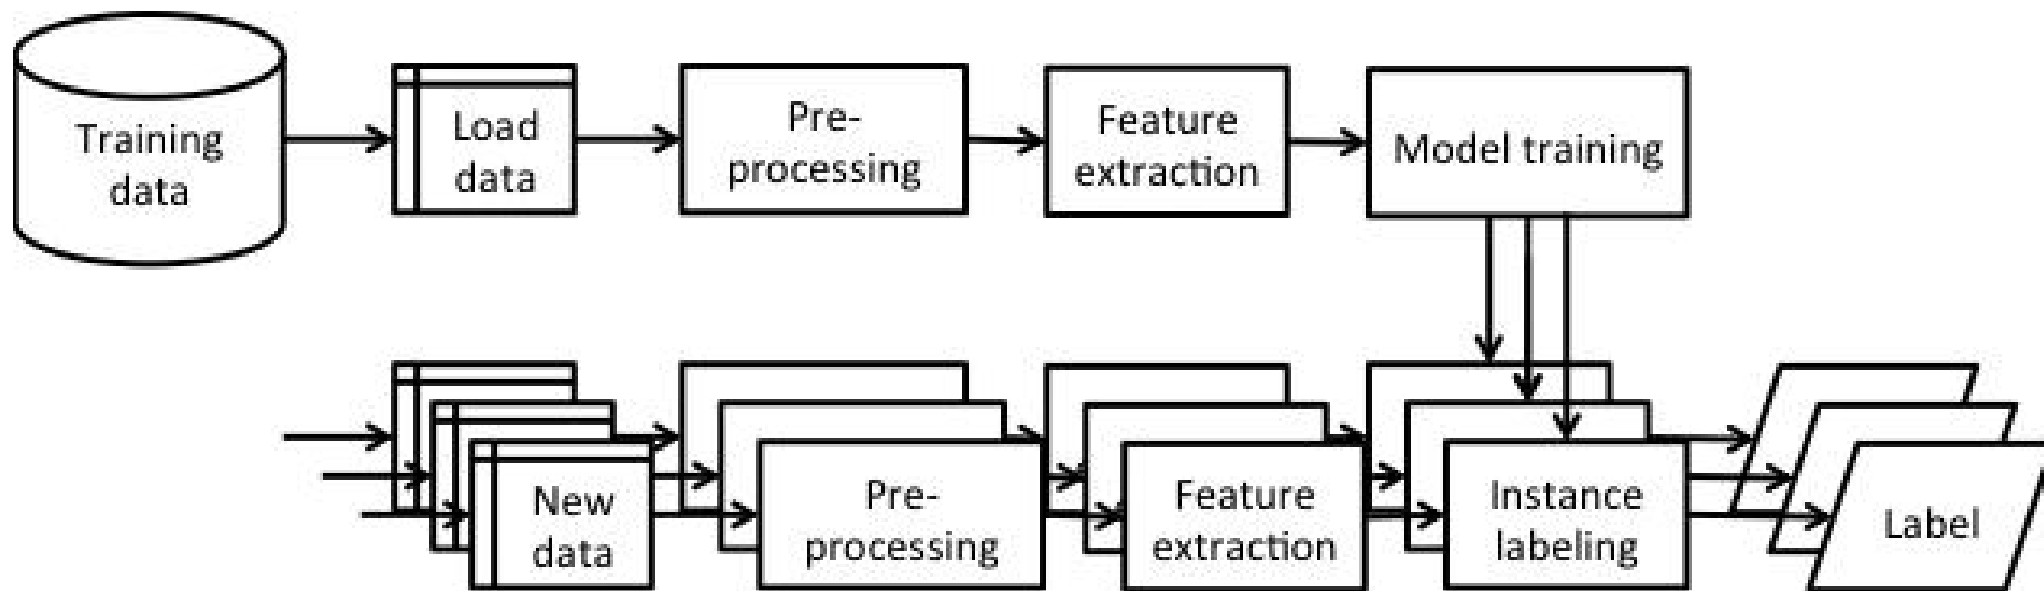 Training
data
Load
data
Pre-
processing
Feature
extraction
Model training
New
data
Pre-
processing
Feature
extraction
Instance
labeling
Label